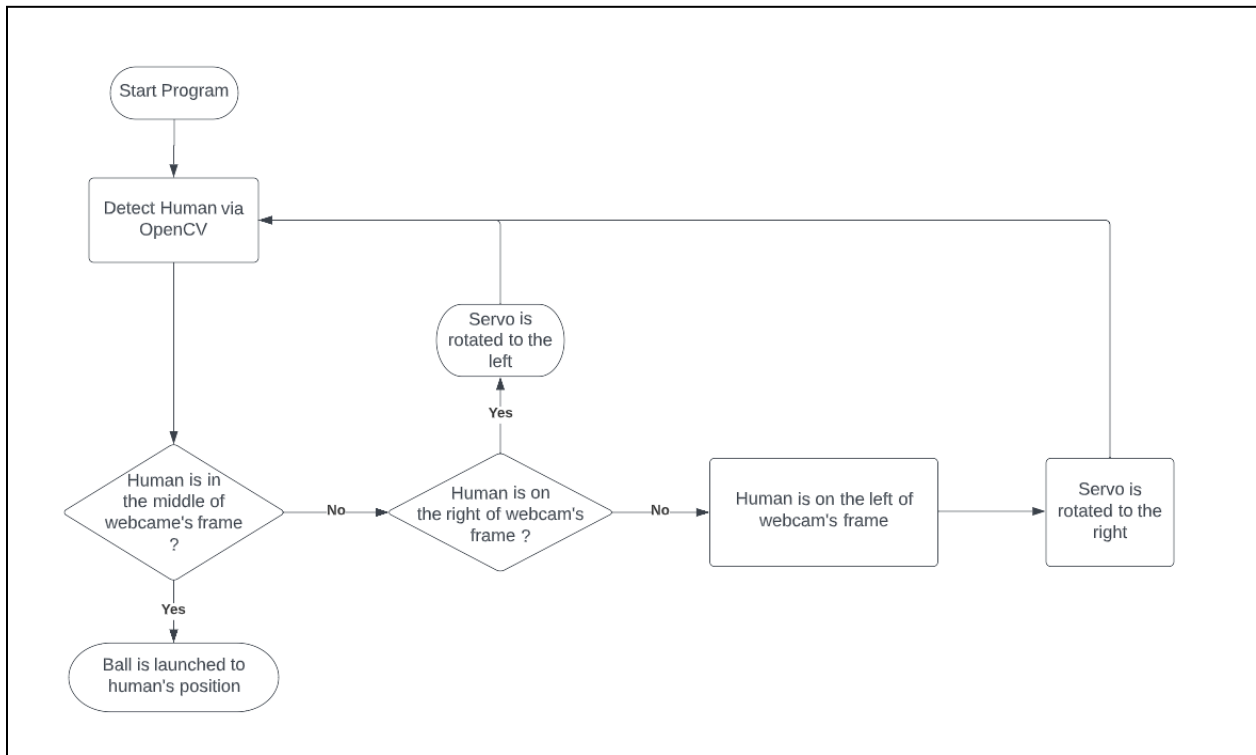 Start Program
Detect Human via
OpenCV
Servo is
rotated to the
left
Yes
Human is in
the middle of
webcame's frame
?
No
Human is on
the right of webcam's
frame ?
No
Human is on the left of
webcam's frame
Servo is
rotated to the
right
Yes
Ball is launched to
human's position